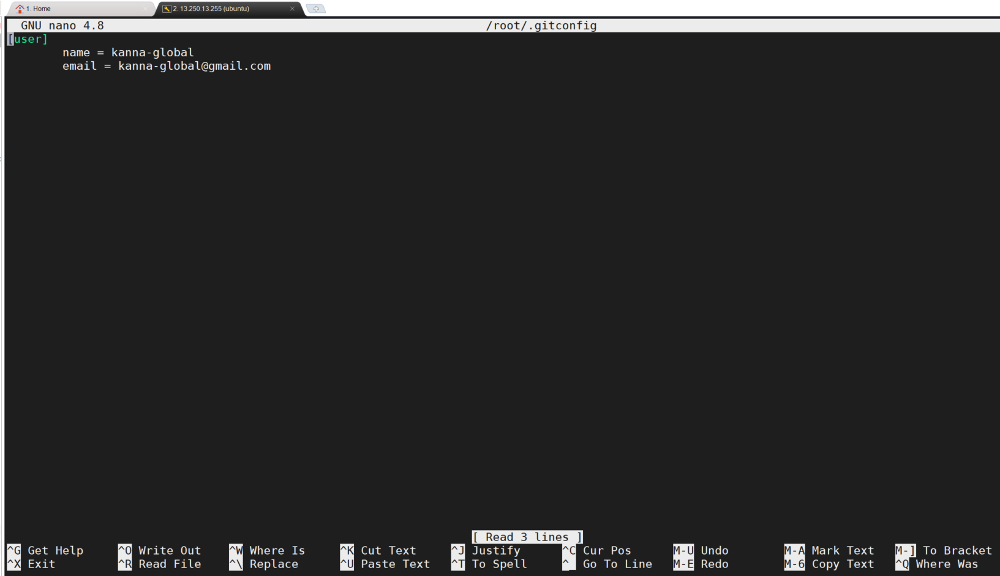 1. Home
2. 13.250.13.255 (ubuntu)
GNU nano 4.8 /root/.gitconfig
[user]
name = kanna-global
email = kanna-global@gmail.com
[ Read 3 lines ]
^G Get Help ^O Write Out ^W Where Is ^K Cut Text ^J Justify ^C Cur Pos M-U Undo M-A Mark Text M-] To Bracket
^X Exit ^R Read File ^\ Replace ^U Paste Text ^T To Spell ^_ Go To Line M-E Redo M-6 Copy Text ^Q Where Was